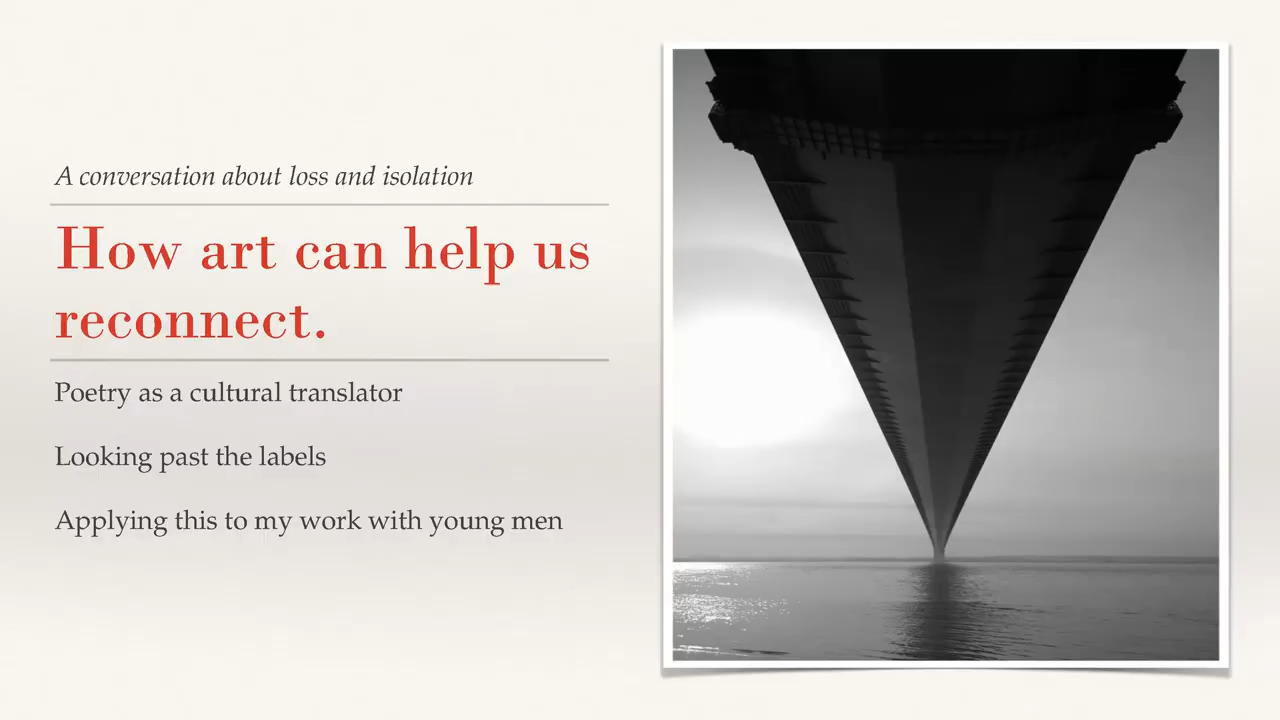 A conversation about loss and isolation
How art can help us
reconnect.
Poetry as a cultural translator
Looking past the labels
Applying this to my work with young men